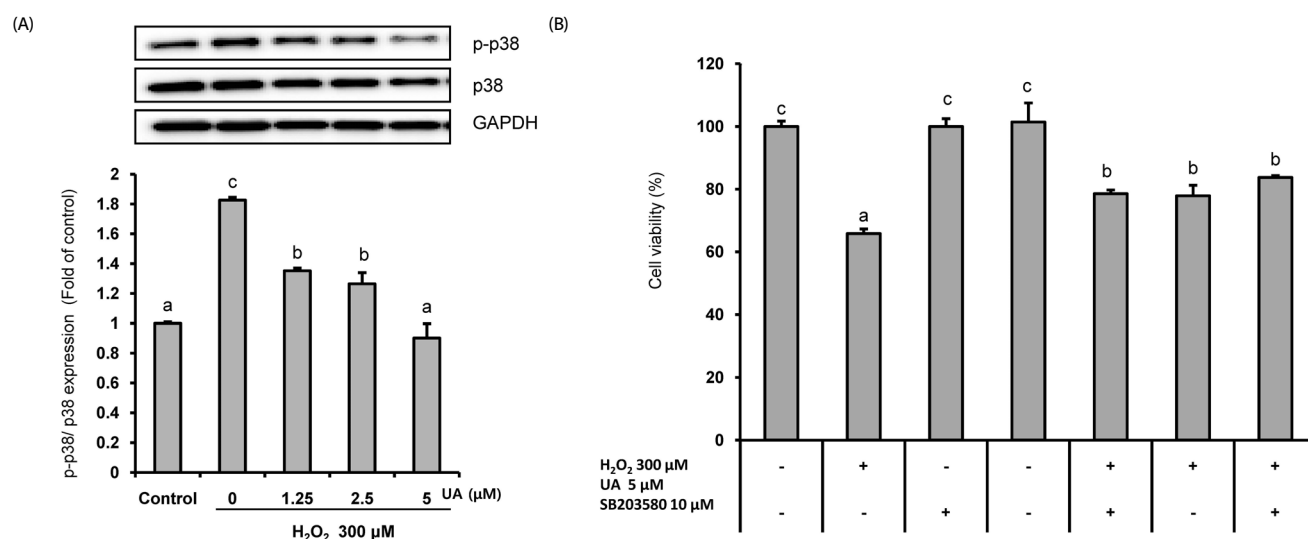 (A)
p-p38
p38
GAPDH
p-p38/ p38 expression (Fold of control)
2
1.8
1.6
1.4
1.2
1
0.8
0.6
0.4
0.2
0
a
c
b
b
a
Control 0 1.25 2.5 5 UA (µM)
H₂O₂ 300 µM
(B)
Cell viability (%)
120
100
80
60
40
20
0
c
a
c
c
b
b
b
H₂O₂ 300 µM - + - - + + +
UA 5 µM
SB203580 10 µM - - + - + - +